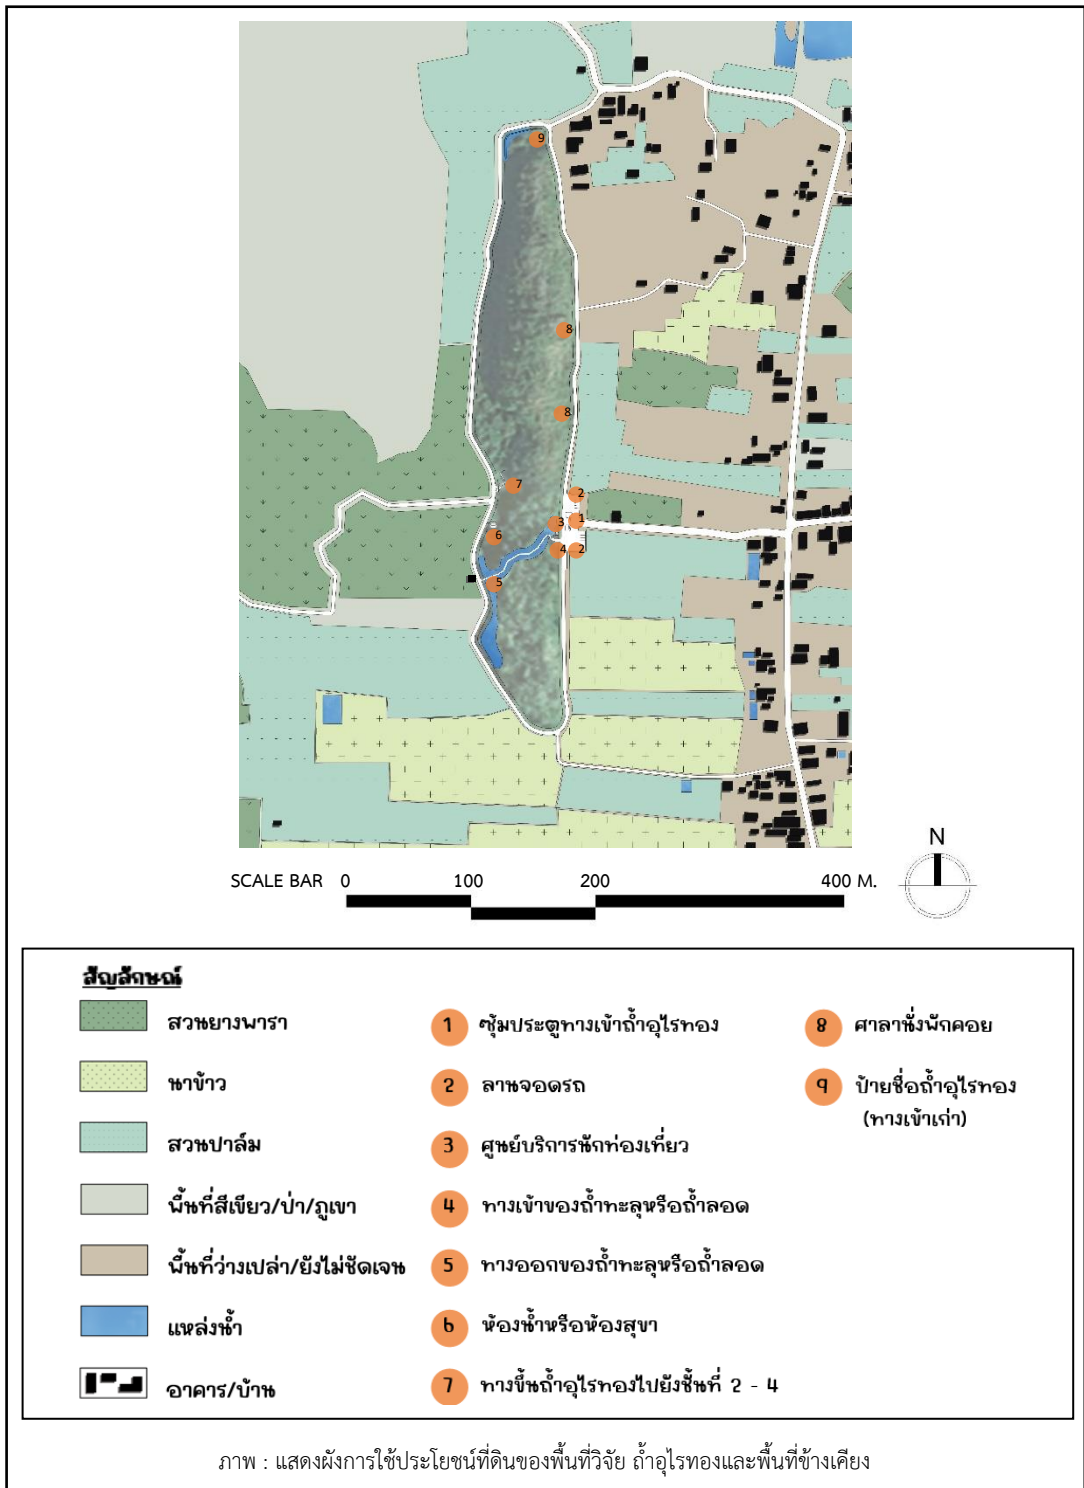 9
8
8
7
2
1
3
6
4
2
5
N
SCALE BAR 0 100 200 400 M.
สัญลักษณ์
สวนยางพารา
นาข้าว
สวนปาล์ม
พื้นที่สีเขียว/ป่า/ภูเขา
พื้นที่ว่างเปล่า/ยังไม่ชัดเจน
แหล่งน้ำ
อาคาร/บ้าน
1 ซุ้มประตูทางเข้าถ้ำอุไรทอง
2 ลานจอดรถ
3 ศูนย์บริการนักท่องเที่ยว
4 ทางเข้าของถ้ำทะลุหรือถ้ำลอด
5 ทางออกของถ้ำทะลุหรือถ้ำลอด
6 ห้องน้ำหรือห้องสุขา
7 ทางขึ้นถ้ำอุไรทองไปยังชั้นที่ 2 - 4
8 ศาลานั่งพักคอย
9 ป้ายชื่อถ้ำอุไรทอง
(ทางเข้าเก่า)
ภาพ : แสดงผังการใช้ประโยชน์ที่ดินของพื้นที่วิจัย ถ้ำอุไรทองและพื้นที่ข้างเคียง